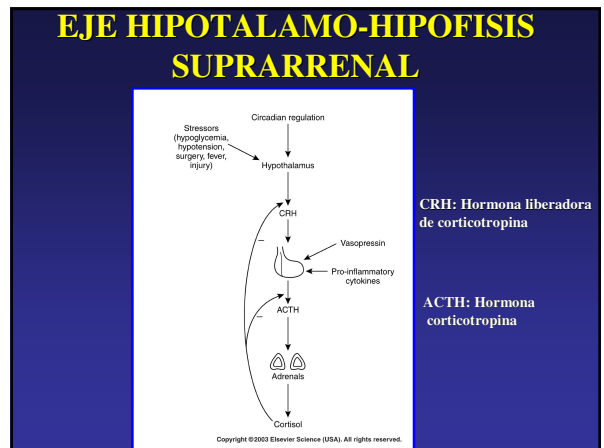 EJE HIPOTALAMO-HIPOFISIS
SUPRARRENAL
Circadian regulation
Stressors
(hypoglycemia,
hypotension,
surgery, fever,
injury)
Hypothalamus
CRH
–
Vasopressin
Pro-inflammatory
cytokines
–
ACTH
Adrenals
Cortisol
Copyright ©2003 Elsevier Science (USA). All rights reserved.
CRH: Hormona liberadora
de corticotropina
ACTH: Hormona
corticotropina